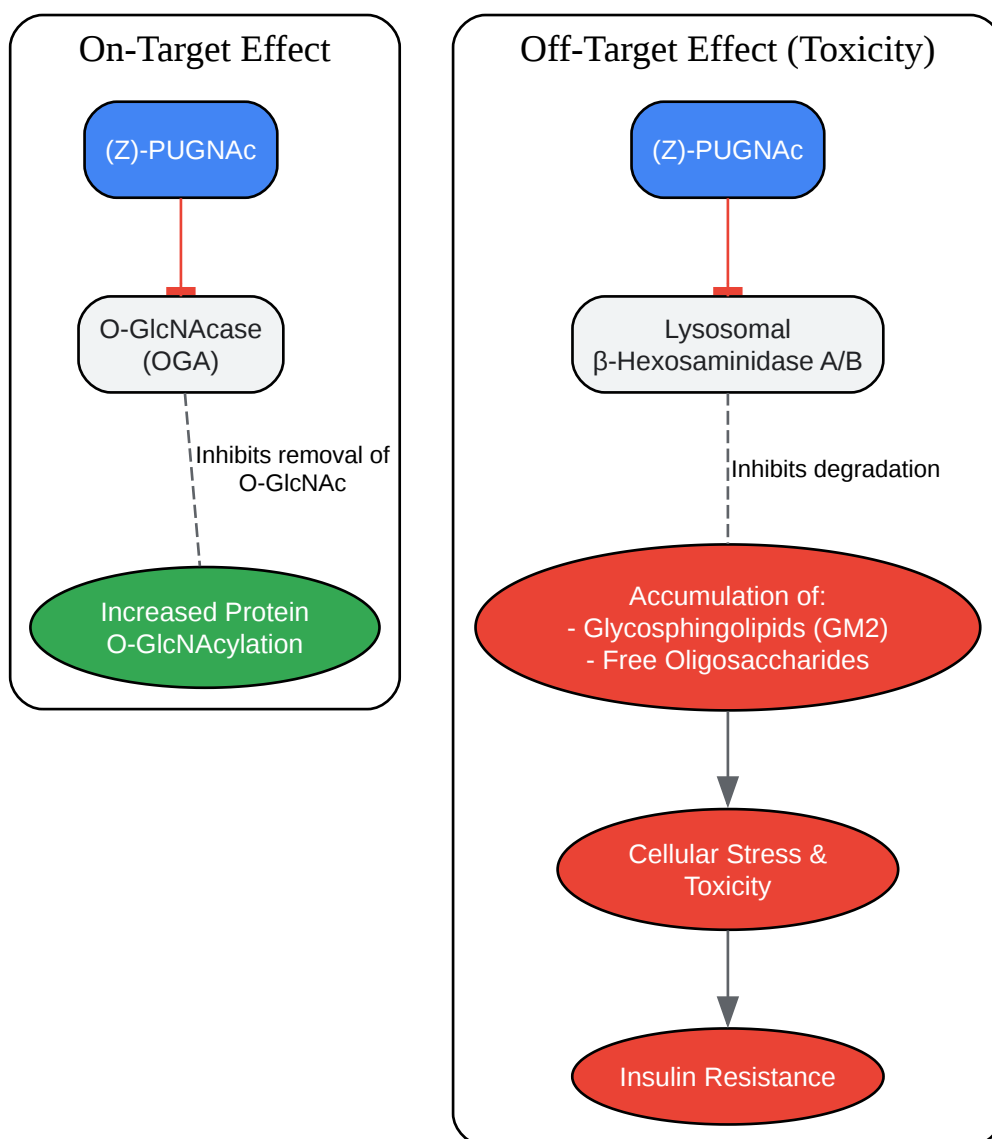 On-Target Effect
(Z)-PUGNAc
O-GlcNAcase
(OGA)
Inhibits removal of
O-GlcNAc
Increased Protein
O-GlcNAcylation
Off-Target Effect (Toxicity)
(Z)-PUGNAc
Lysosomal
β-Hexosaminidase A/B
Inhibits degradation
Accumulation of:
- Glycosphingolipids (GM2)
- Free Oligosaccharides
Cellular Stress &
Toxicity
Insulin Resistance